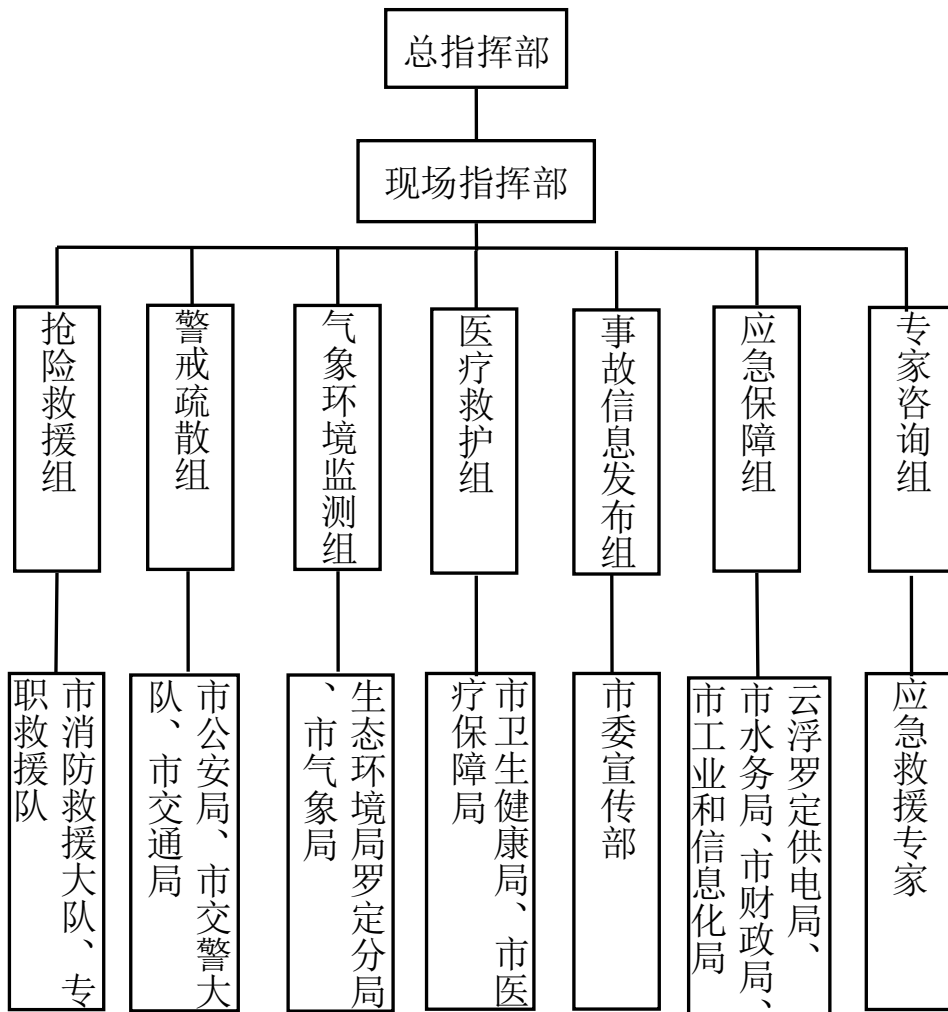 总指挥部
现场指挥部
抢险救援组
警戒疏散组
气象环境监测组
医疗救护组
事故信息发布组
应急保障组
专家咨询组
市消防救援大队、专
职救援队
市公安局、市交警大
队、市交通局
生态环境局罗定分局
、市气象局
市卫生健康局、市医
疗保障局
市委宣传部
云浮罗定供电局、
市水务局、市财政局、
市工业和信息化局
应急救援专家